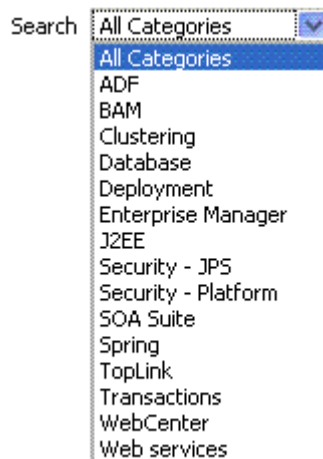 Search All Categories
All Categories
ADF
BAM
Clustering
Database
Deployment
Enterprise Manager
J2EE
Security - JPS
Security - Platform
SOA Suite
Spring
TopLink
Transactions
WebCenter
Web services